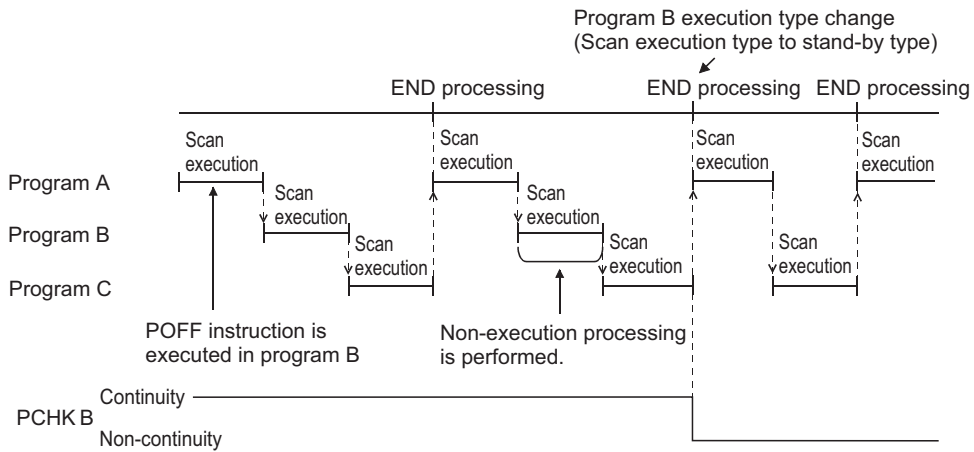 Program B execution type change
(Scan execution type to stand-by type)
END processing
END processing
END processing
Scan
execution
Scan
execution
Scan
execution
Scan
execution
Program A
Scan
execution
Scan
execution
Program B
Scan
execution
Scan
execution
Scan
execution
Program C
POFF instruction is
executed in program B
Non-execution processing
is performed.
Continuity
PCHK B
Non-continuity